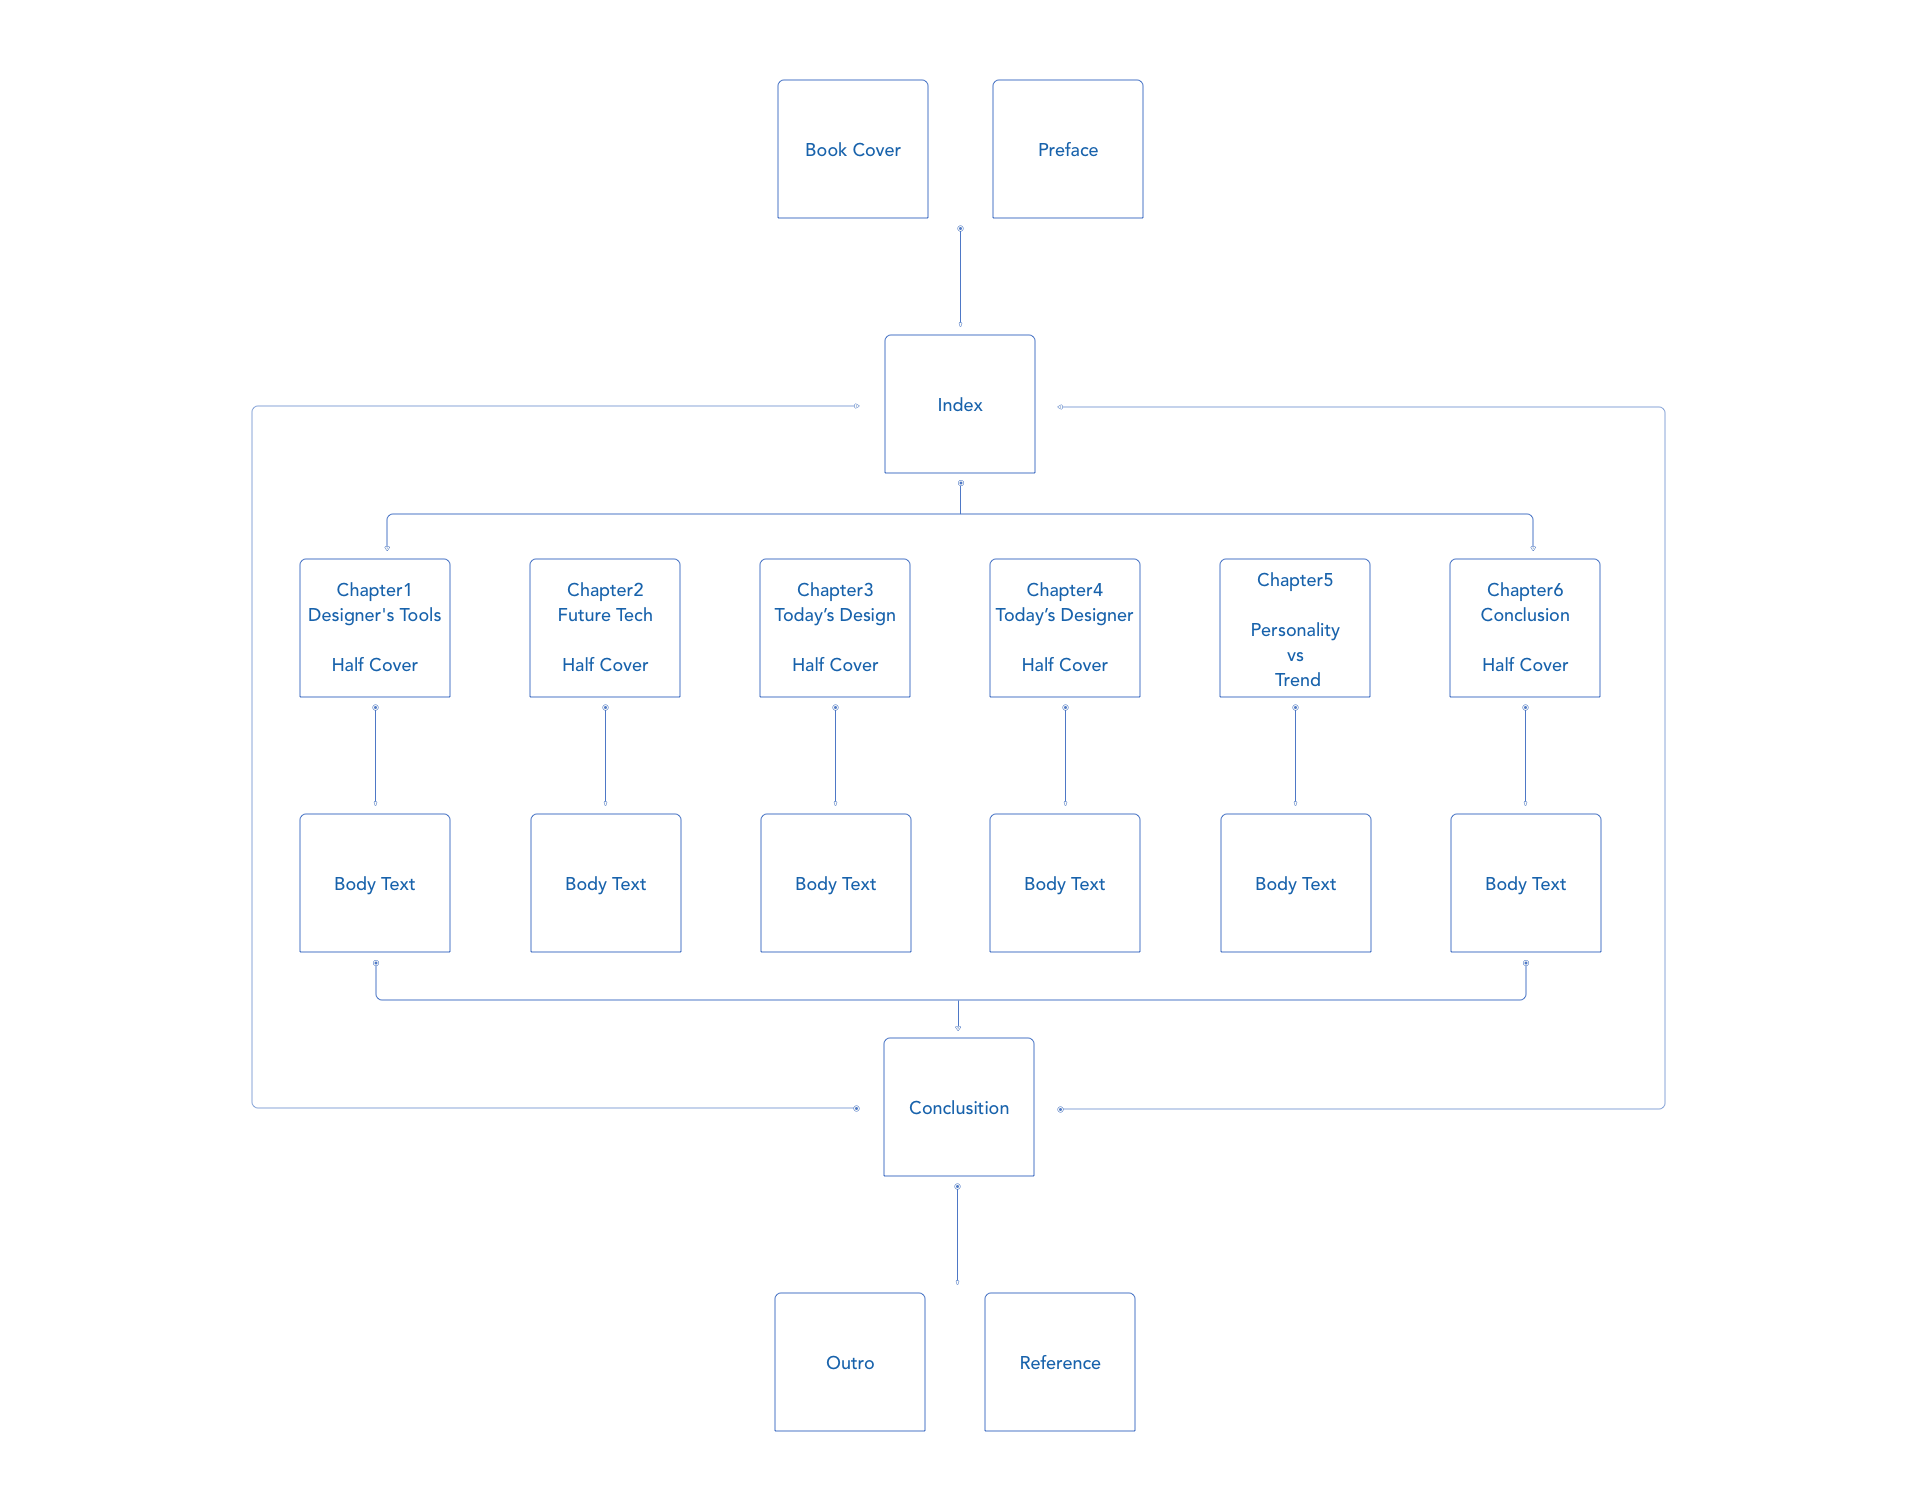 Book Cover
Preface
Index
Chapter1
Designer's Tools
Half Cover
Chapter2
Future Tech
Half Cover
Chapter3
Today’s Design
Half Cover
Chapter4
Today’s Designer
Half Cover
Chapter5
Personality
vs
Trend
Chapter6
Conclusion
Half Cover
Body Text
Body Text
Body Text
Body Text
Body Text
Body Text
Conclusition
Outro
Reference